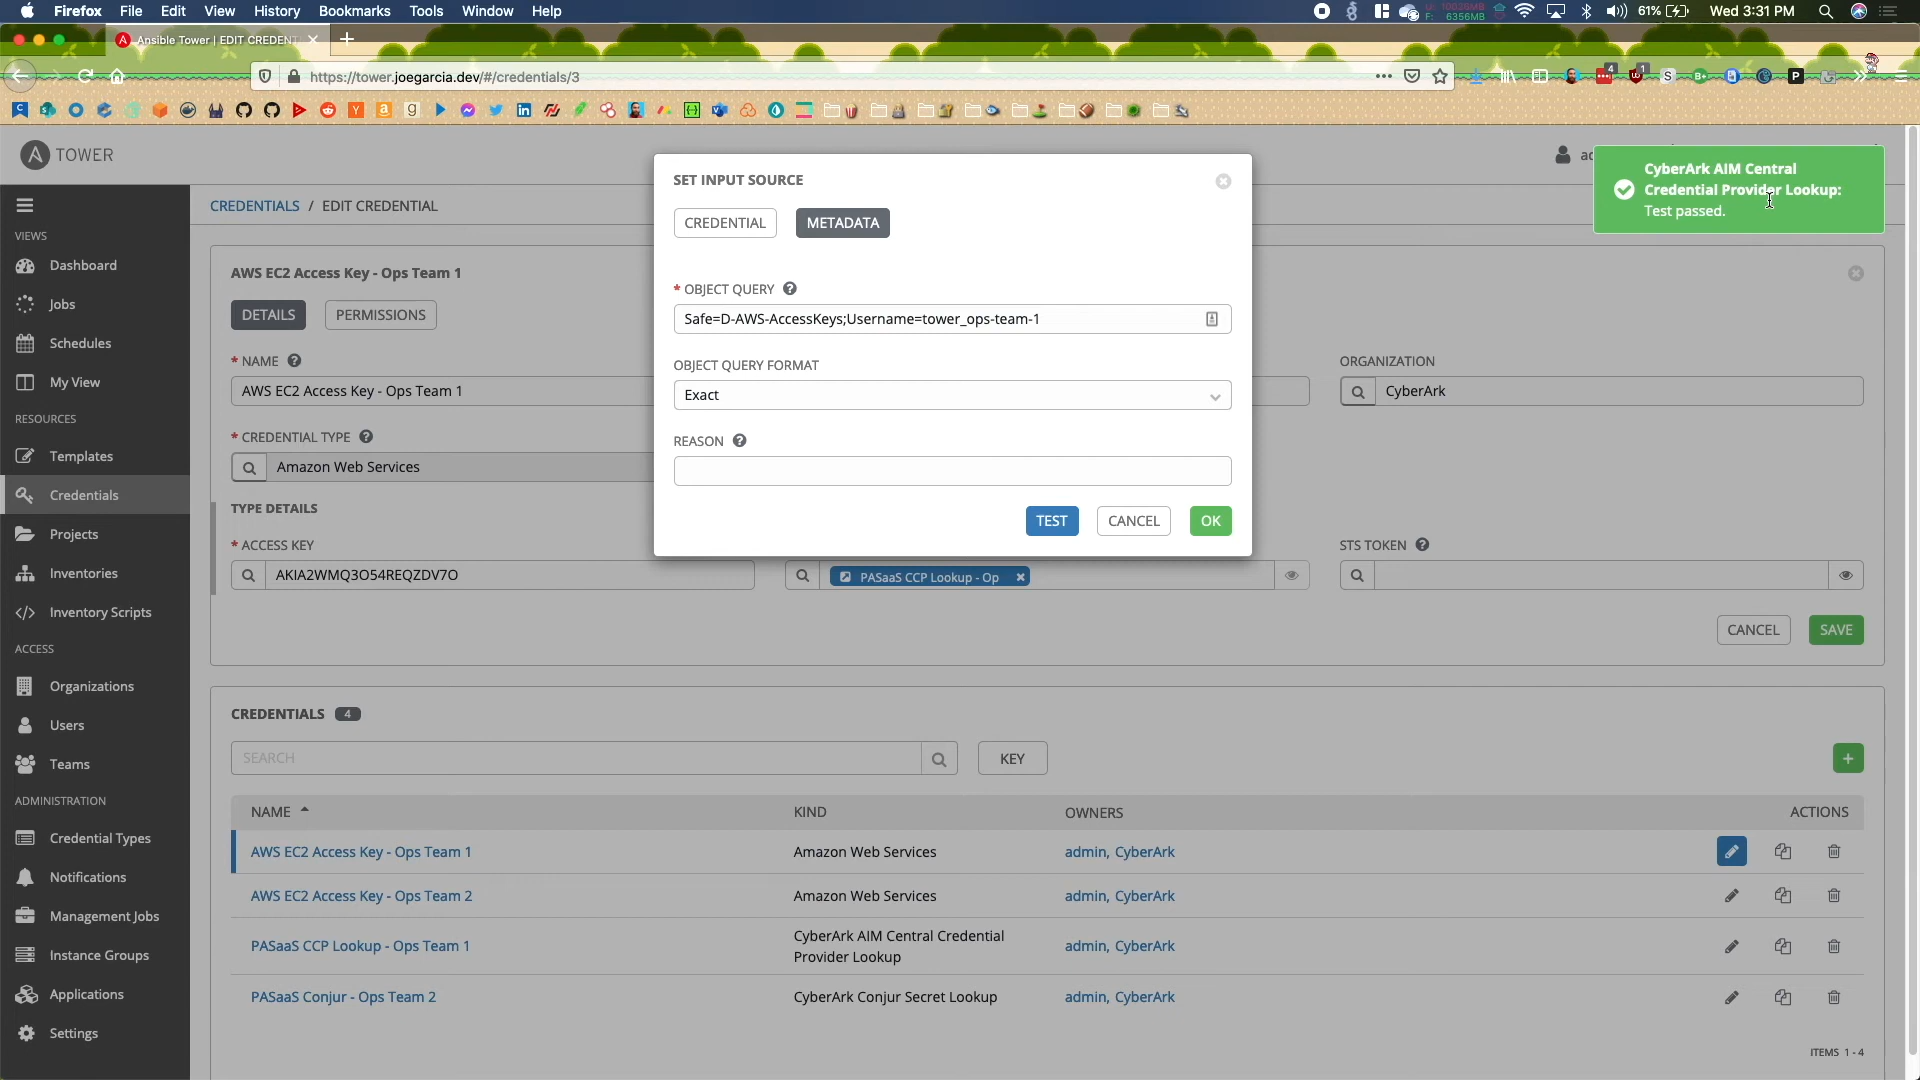 Firefox File Edit View History Bookmarks Tools Window Help
61% Wed 3:31 PM
Ansible Tower | EDIT CREDENT
https://tower.joegarcia.dev/#/credentials/3
TOWER
CyberArk AIM Central
Credential Provider Lookup:
Test passed.
CREDENTIALS / EDIT CREDENTIAL
VIEWS
Dashboard
Jobs
Schedules
My View
RESOURCES
Templates
Credentials
Projects
Inventories
Inventory Scripts
ACCESS
Organizations
Users
Teams
ADMINISTRATION
Credential Types
Notifications
Management Jobs
Instance Groups
Applications
Settings
SET INPUT SOURCE
CREDENTIAL METADATA
* OBJECT QUERY
Safe=D-AWS-AccessKeys;Username=tower_ops-team-1
OBJECT QUERY FORMAT
Exact
REASON
TEST CANCEL OK
AWS EC2 Access Key - Ops Team 1
DETAILS PERMISSIONS
* NAME
AWS EC2 Access Key - Ops Team 1
ORGANIZATION
CyberArk
* CREDENTIAL TYPE
Amazon Web Services
TYPE DETAILS
* ACCESS KEY
AKIA2WMQ3O54REQZDV7O
PASaaS CCP Lookup - Op
STS TOKEN
CANCEL SAVE
CREDENTIALS 4
SEARCH
KEY
NAME KIND OWNERS ACTIONS
AWS EC2 Access Key - Ops Team 1 Amazon Web Services admin, CyberArk
AWS EC2 Access Key - Ops Team 2 Amazon Web Services admin, CyberArk
PASaaS CCP Lookup - Ops Team 1 CyberArk AIM Central Credential Provider Lookup admin, CyberArk
PASaaS Conjur - Ops Team 2 CyberArk Conjur Secret Lookup admin, CyberArk
ITEMS 1 - 4